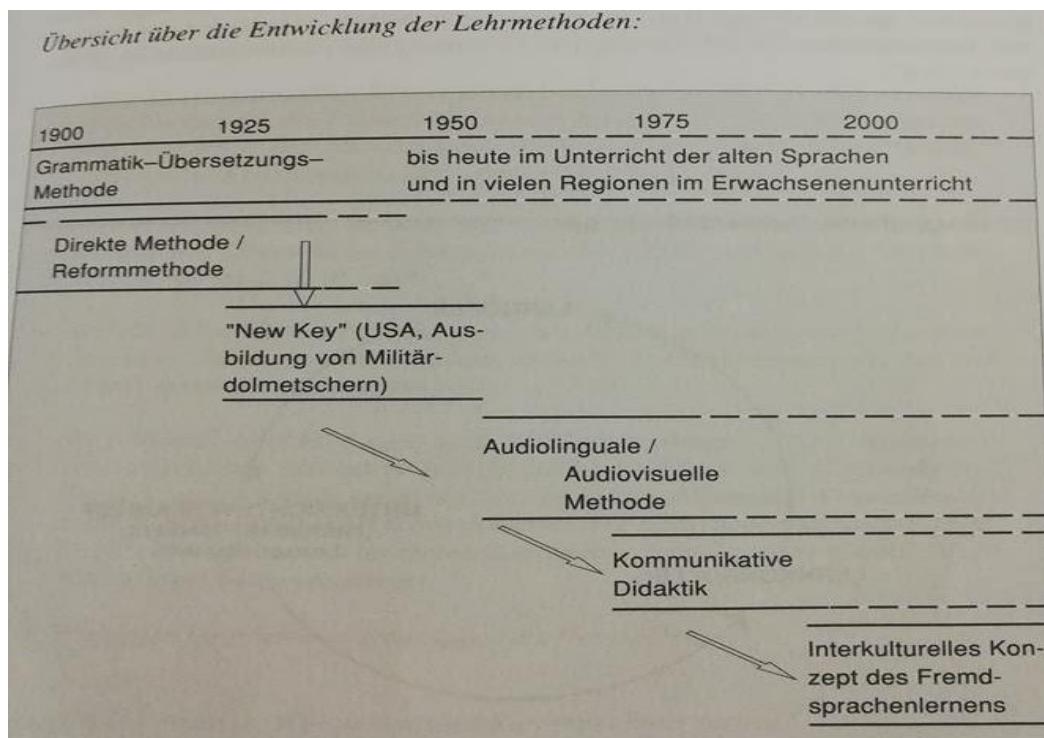 Übersicht über die Entwicklung der Lehrmethoden:
1900 1925 1950 1975 2000
Grammatik–Übersetzungs–
Methode
bis heute im Unterricht der alten Sprachen
und in vielen Regionen im Erwachsenenunterricht
Direkte Methode /
Reformmethode
"New Key" (USA, Aus-
bildung von Militär-
dolmetschern)
Audiolinguale /
Audiovisuelle
Methode
Kommunikative
Didaktik
Interkulturelles Kon-
zept des Fremd-
sprachenlernens